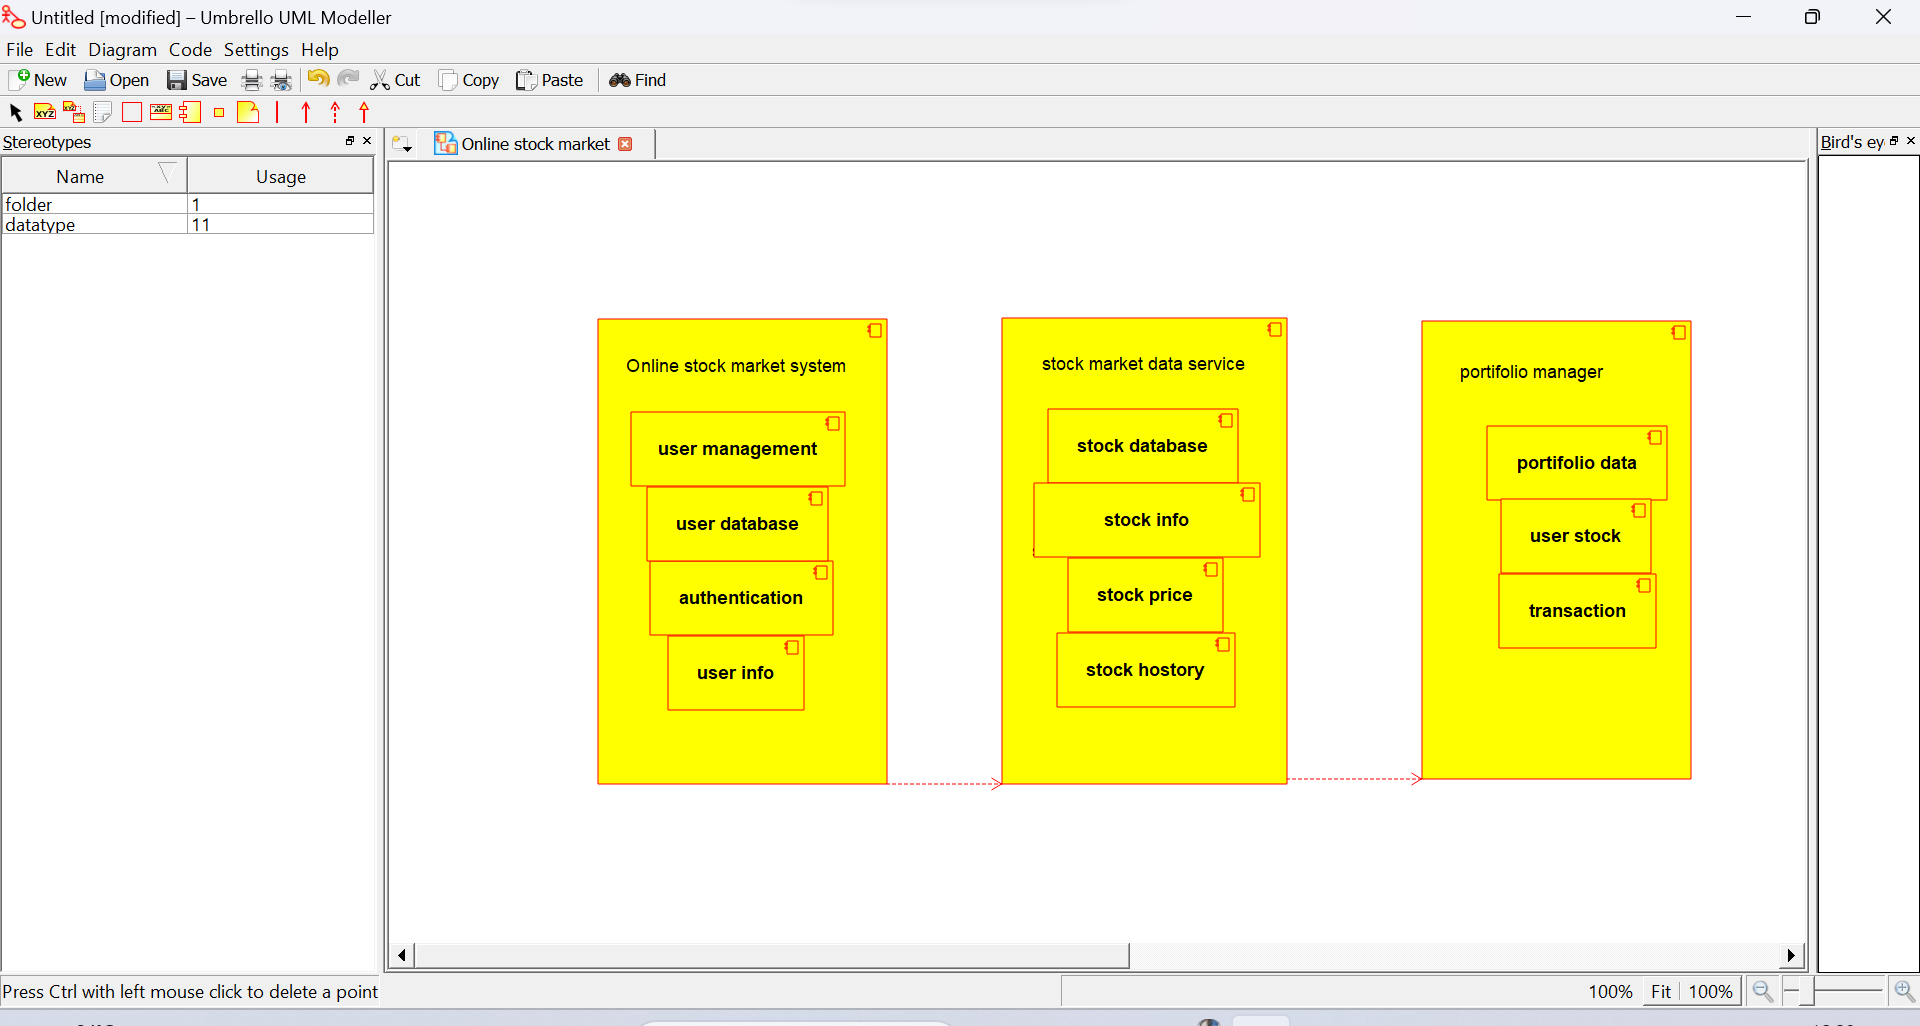 Untitled [modified] – Umbrello UML Modeller
File Edit Diagram Code Settings Help
New Open Save Cut Copy Paste Find
XYZ
Stereotypes
Online stock market
Bird's ey
Name Usage
folder 1
datatype 11
Online stock market system
user management
user database
authentication
user info
stock market data service
stock database
stock info
stock price
stock hostory
portifolio manager
portifolio data
user stock
transaction
Press Ctrl with left mouse click to delete a point
100% Fit 100%